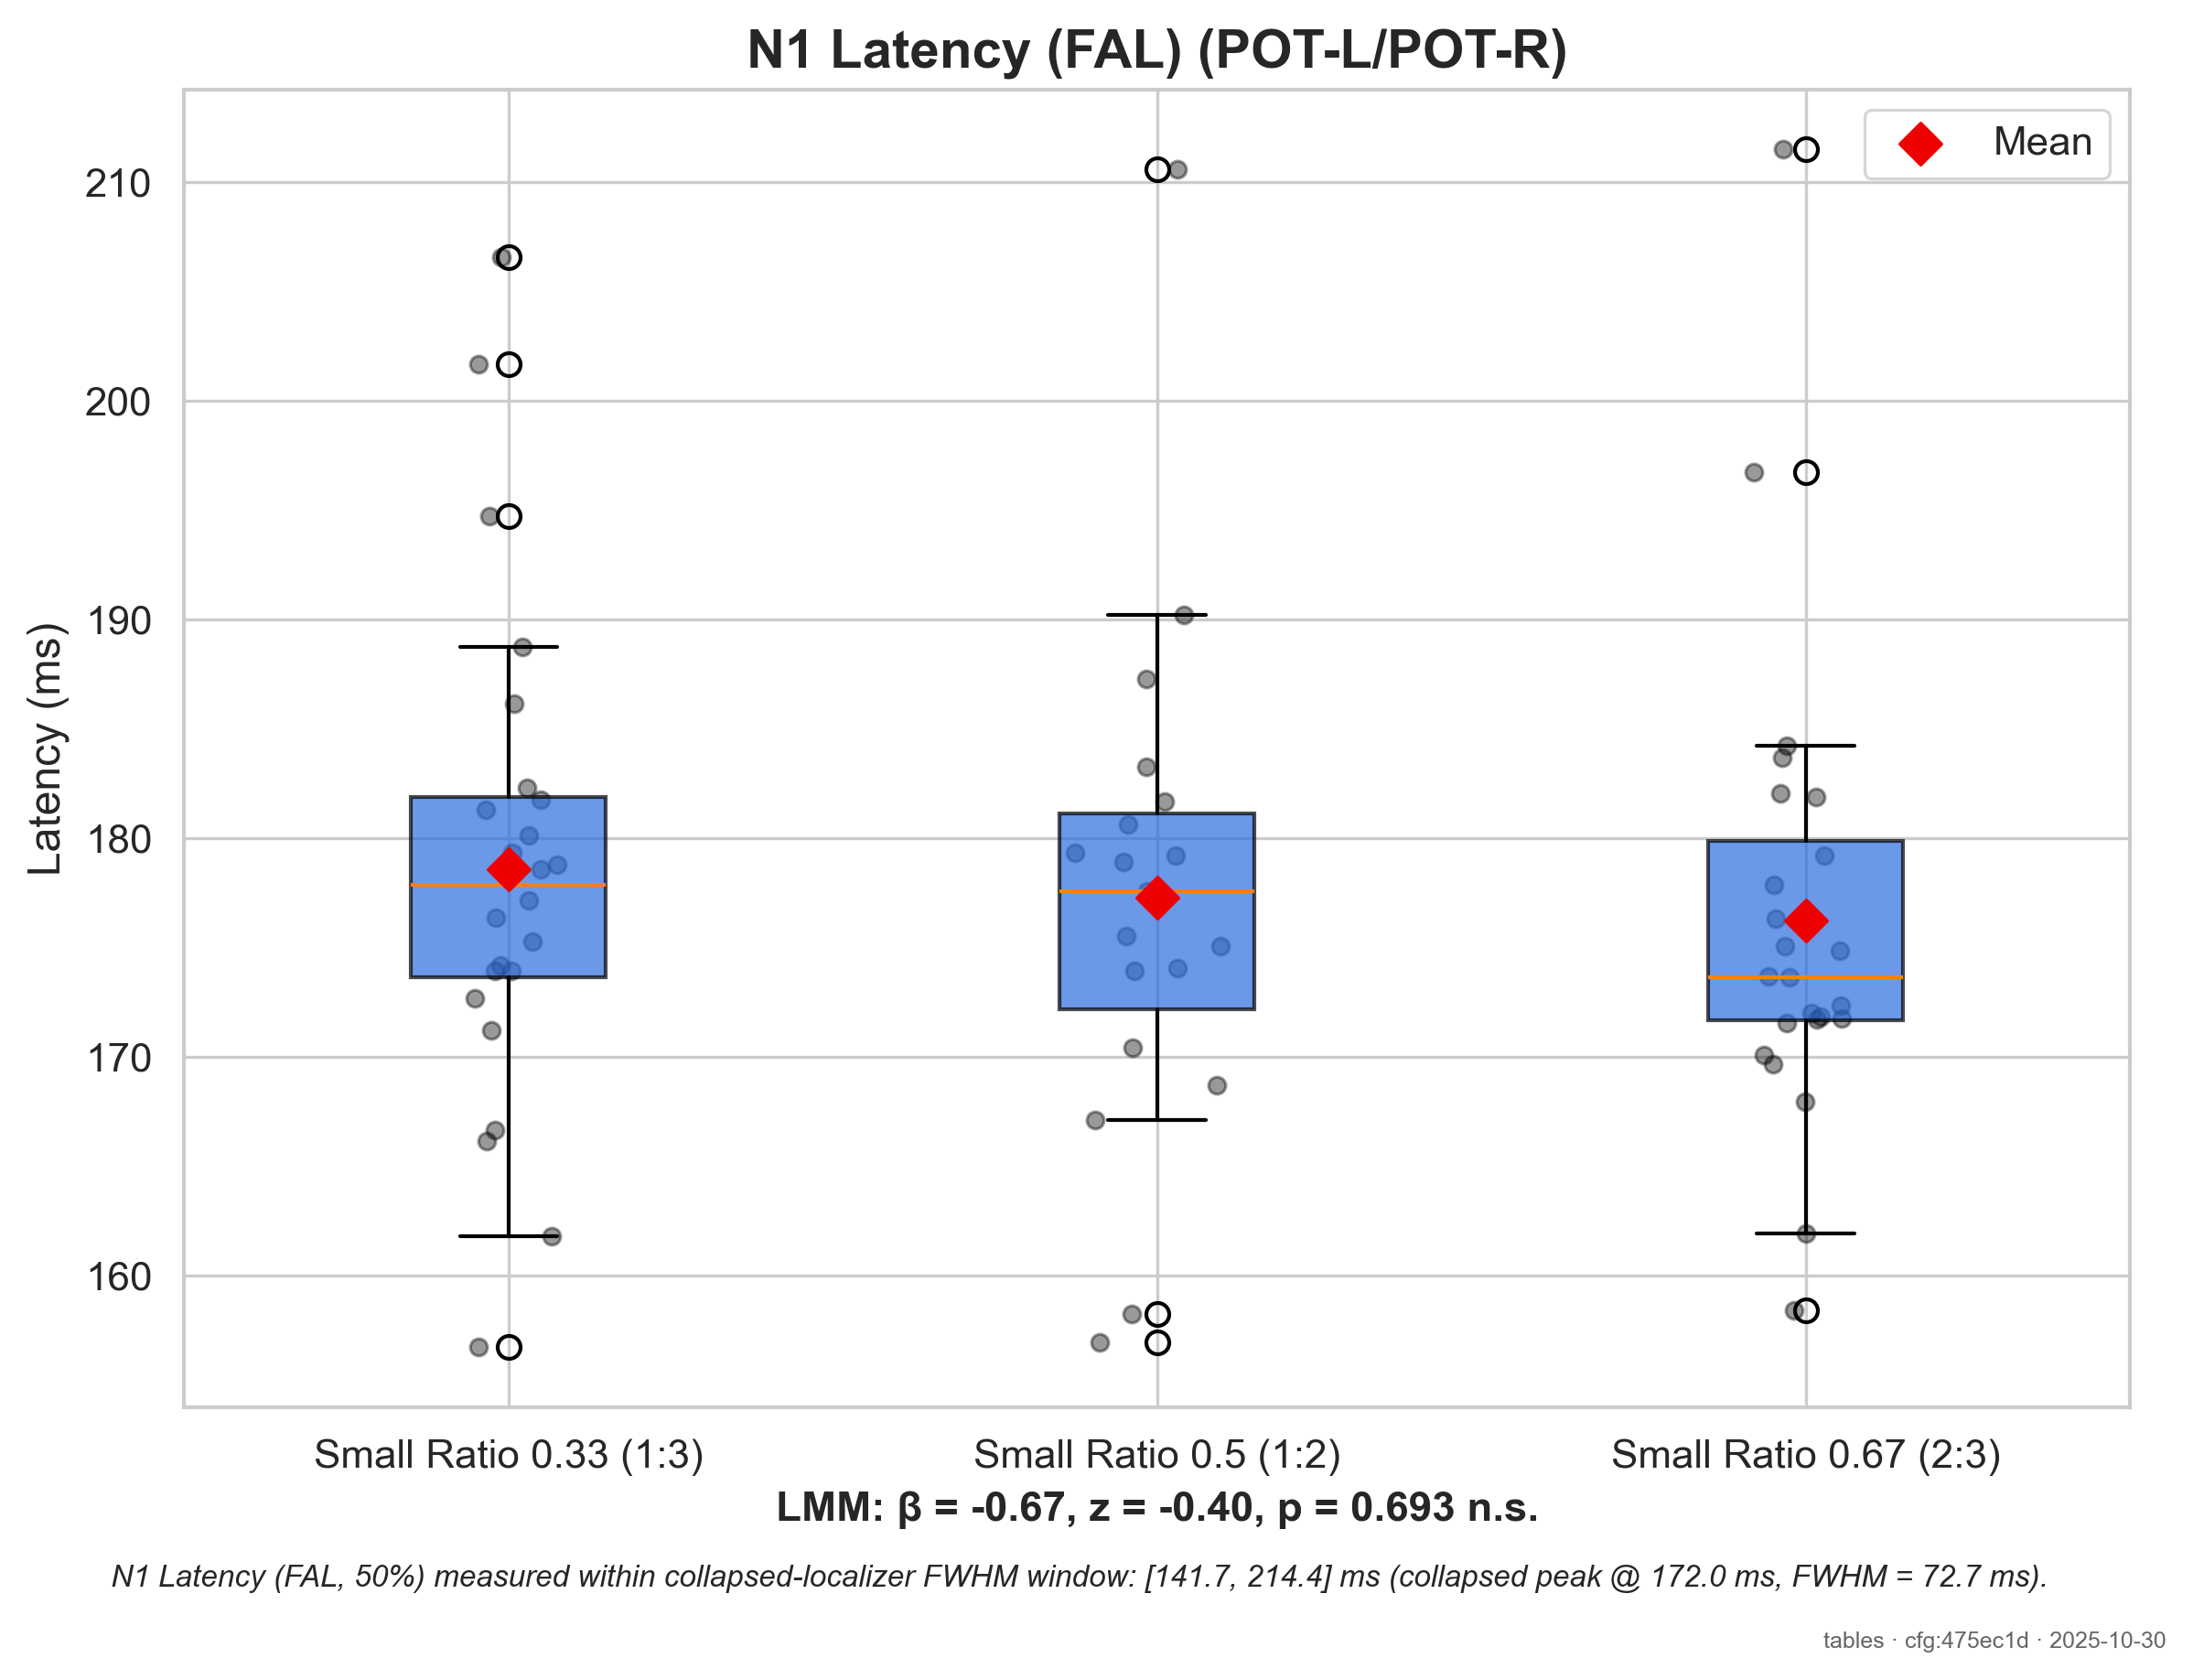 N1 Latency (FAL) (POT-L/POT-R)
Mean
Latency (ms)
210
200
190
180
170
160
Small Ratio 0.33 (1:3)
Small Ratio 0.5 (1:2)
Small Ratio 0.67 (2:3)
LMM: β = -0.67, z = -0.40, p = 0.693 n.s.
N1 Latency (FAL, 50%) measured within collapsed-localizer FWHM window: [141.7, 214.4] ms (collapsed peak @ 172.0 ms, FWHM = 72.7 ms).
tables · cfg:475ec1d · 2025-10-30